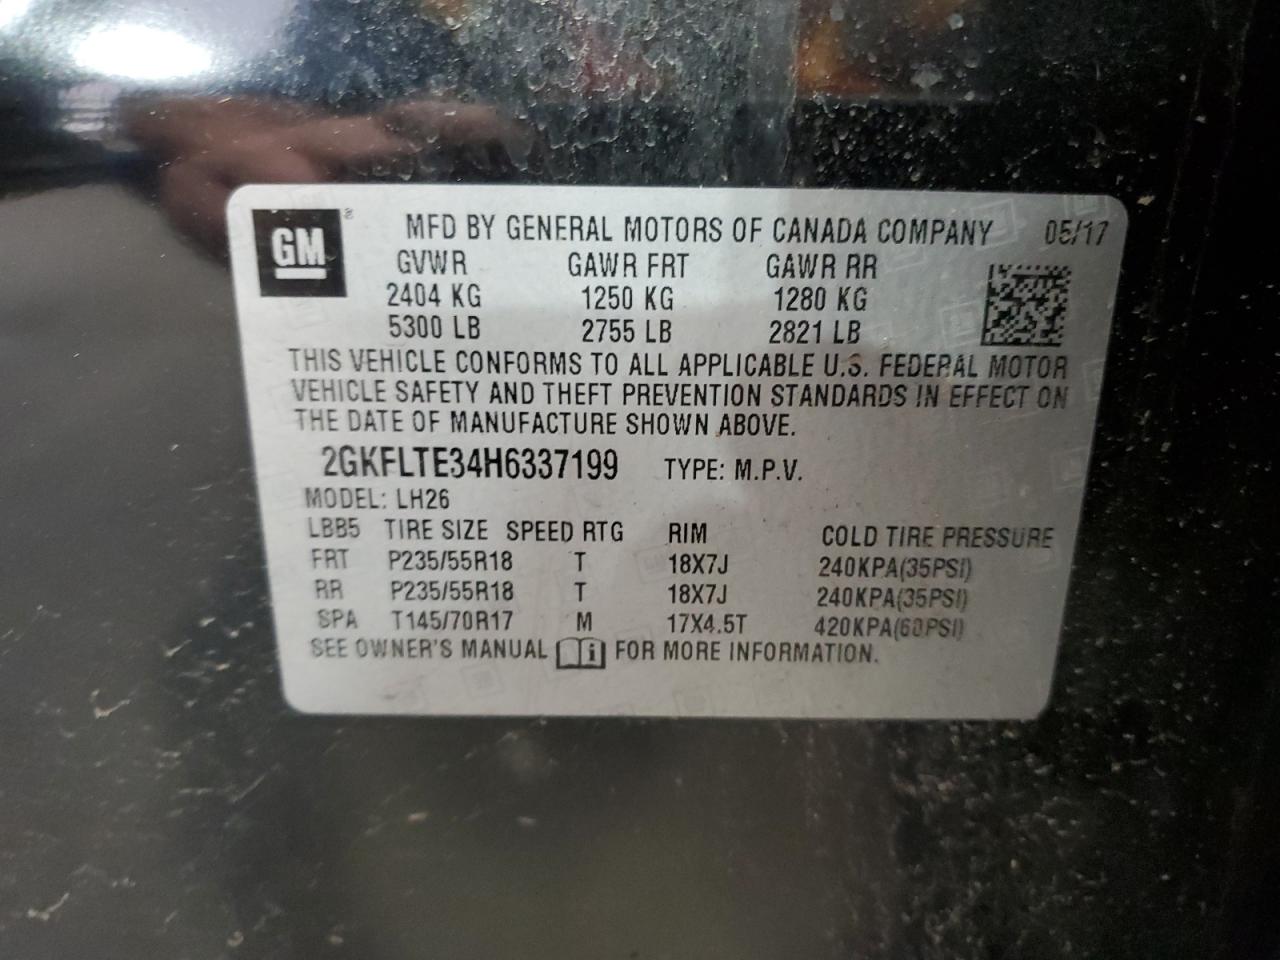 GM ® MFD BY GENERAL MOTORS OF CANADA COMPANY 05/17
GVWR GAWR FRT GAWR RR
2404 KG 1250 KG 1280 KG
5300 LB 2755 LB 2821 LB
THIS VEHICLE CONFORMS TO ALL APPLICABLE U.S. FEDERAL MOTOR
VEHICLE SAFETY AND THEFT PREVENTION STANDARDS IN EFFECT ON
THE DATE OF MANUFACTURE SHOWN ABOVE.
2GKFLTE34H6337199 TYPE: M.P.V.
MODEL: LH26
LBB5 TIRE SIZE SPEED RTG RIM COLD TIRE PRESSURE
FRT P235/55R18 T 18X7J 240KPA(35PSI)
RR P235/55R18 T 18X7J 240KPA(35PSI)
SPA T145/70R17 M 17X4.5T 420KPA(60PSI)
SEE OWNER'S MANUAL i FOR MORE INFORMATION.